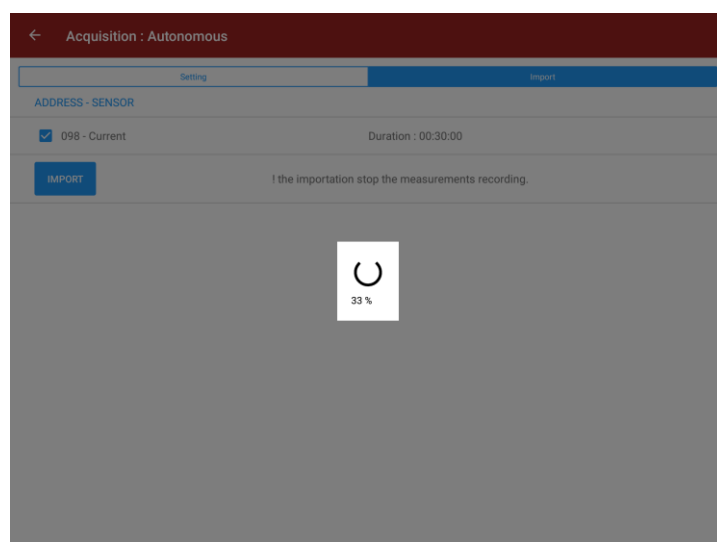 Acquisition : Autonomous
Setting
Import
ADDRESS - SENSOR
098 - Current
Duration : 00:30:00
IMPORT
! the importation stop the measurements recording.
33 %